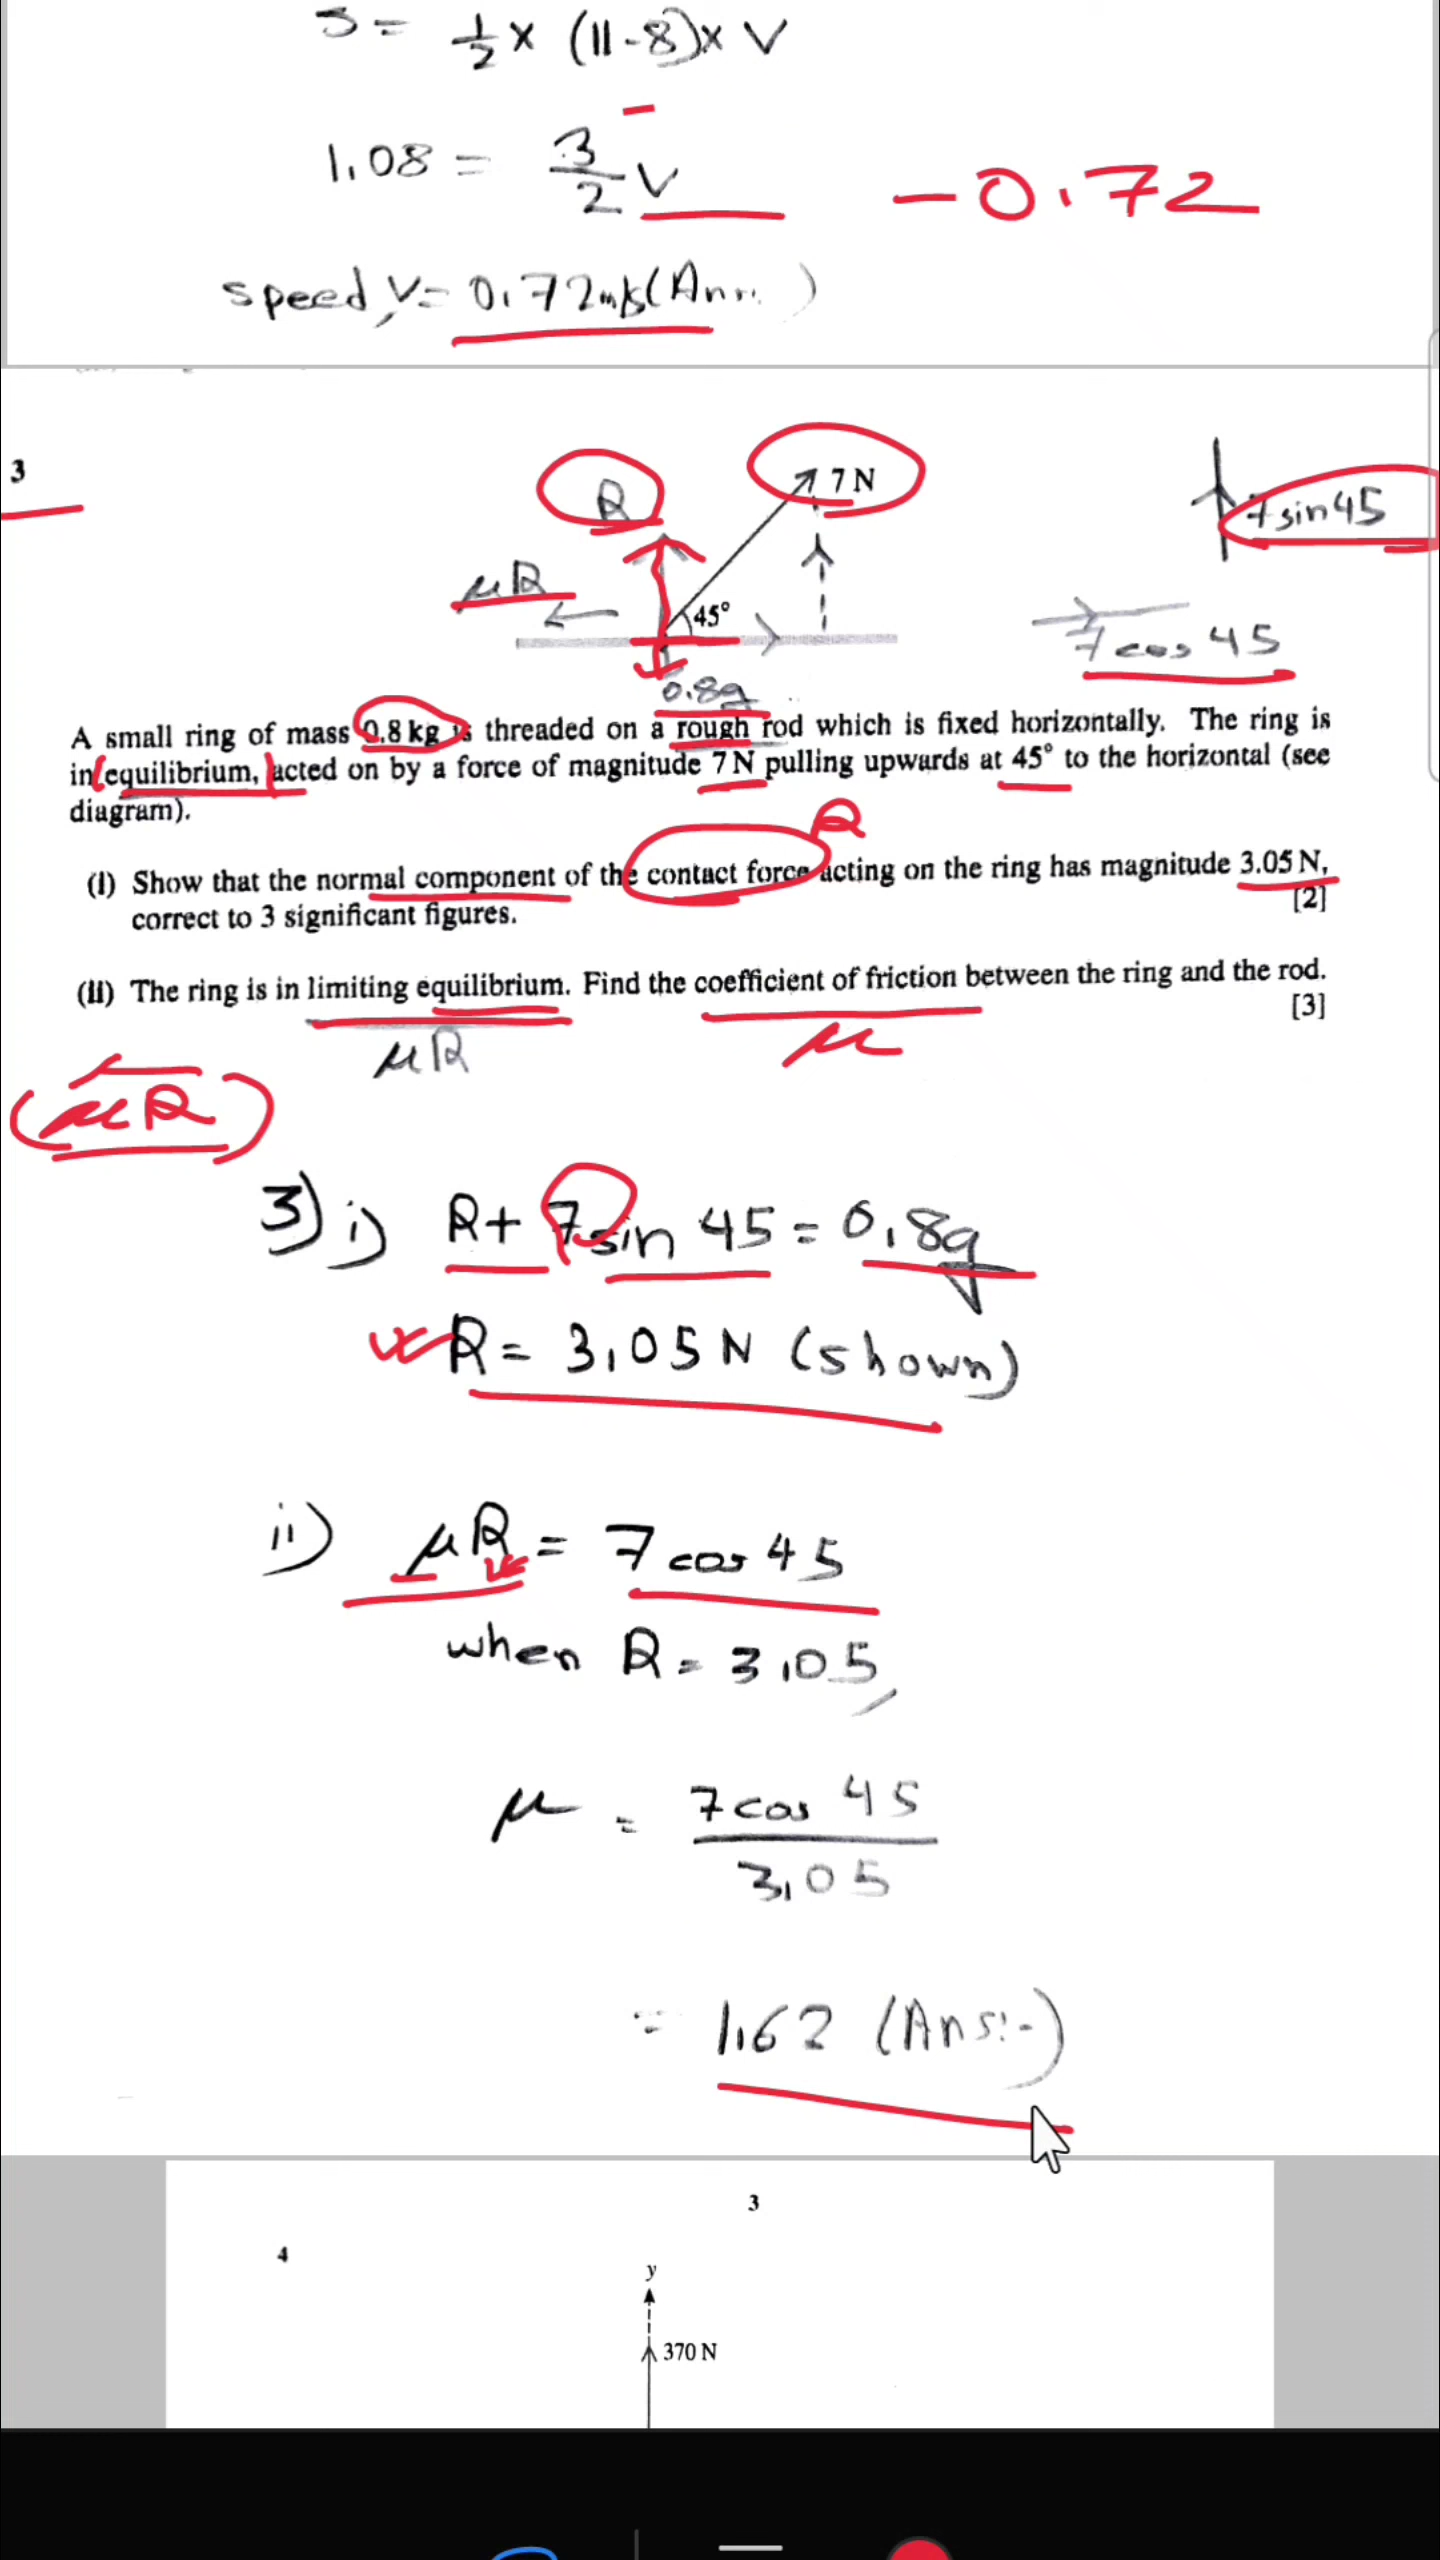 S = 1/2 x (11-8) x V
1.08 = 3/2 V
-0.72
speed, V = 0.72 m/s (Ans. )
3
R
7 N
7 sin 45
μR
45°
7 cos 45
0.8g
A small ring of mass 0.8 kg is threaded on a rough rod which is fixed horizontally. The ring is
in equilibrium, acted on by a force of magnitude 7 N pulling upwards at 45° to the horizontal (see
diagram).
R
(i) Show that the normal component of the contact force acting on the ring has magnitude 3.05 N,
correct to 3 significant figures. [2]
(ii) The ring is in limiting equilibrium. Find the coefficient of friction between the ring and the rod.
[3]
μR
μ
(μR)
3) i) R + 7 sin 45 = 0.8g
R = 3.05 N (shown)
ii) μR = 7 cos 45
when R = 3.05,
μ = 7 cos 45 / 3.05
= 1.62 (Ans:-)
3
4
y
370 N